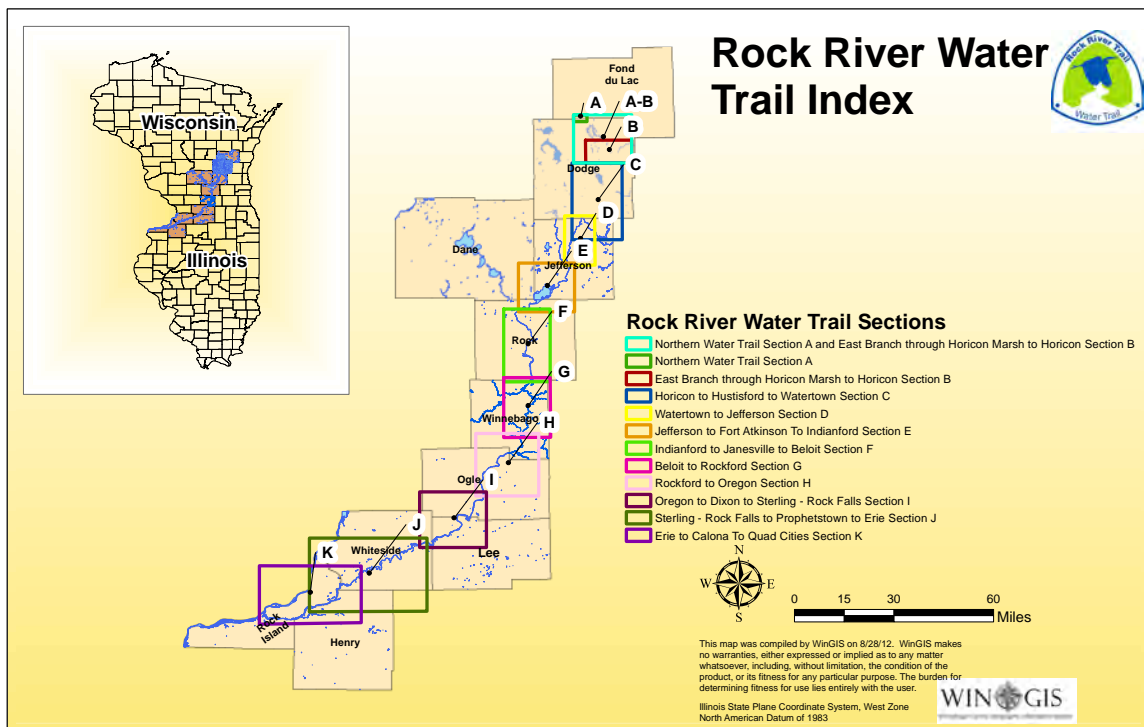 Rock River Water
Trail Index
Rock River Trail
Water Trail
Wisconsin
Illinois
Fond
du Lac
A
A-B
B
C
Dodge
D
E
Dane
Jefferson
F
Rock
G
Winnebago
H
Ogle
I
J
Whiteside
Lee
K
Rock
Island
Henry
Rock River Water Trail Sections
Northern Water Trail Section A and East Branch through Horicon Marsh to Horicon Section B
Northern Water Trail Section A
East Branch through Horicon Marsh to Horicon Section B
Horicon to Hustisford to Watertown Section C
Watertown to Jefferson Section D
Jefferson to Fort Atkinson To Indianford Section E
Indianford to Janesville to Beloit Section F
Beloit to Rockford Section G
Rockford to Oregon Section H
Oregon to Dixon to Sterling - Rock Falls Section I
Sterling - Rock Falls to Prophetstown to Erie Section J
Erie to Calona To Quad Cities Section K
N
W E
S
0 15 30 60
Miles
This map was compiled by WinGIS on 8/28/12. WinGIS makes
no warranties, either expressed or implied as to any matter
whatsoever, including, without limitation, the condition of the
product, or its fitness for any particular purpose. The burden for
determining fitness for use lies entirely with the user.
Illinois State Plane Coordinate System, West Zone
North American Datum of 1983
WIN GIS